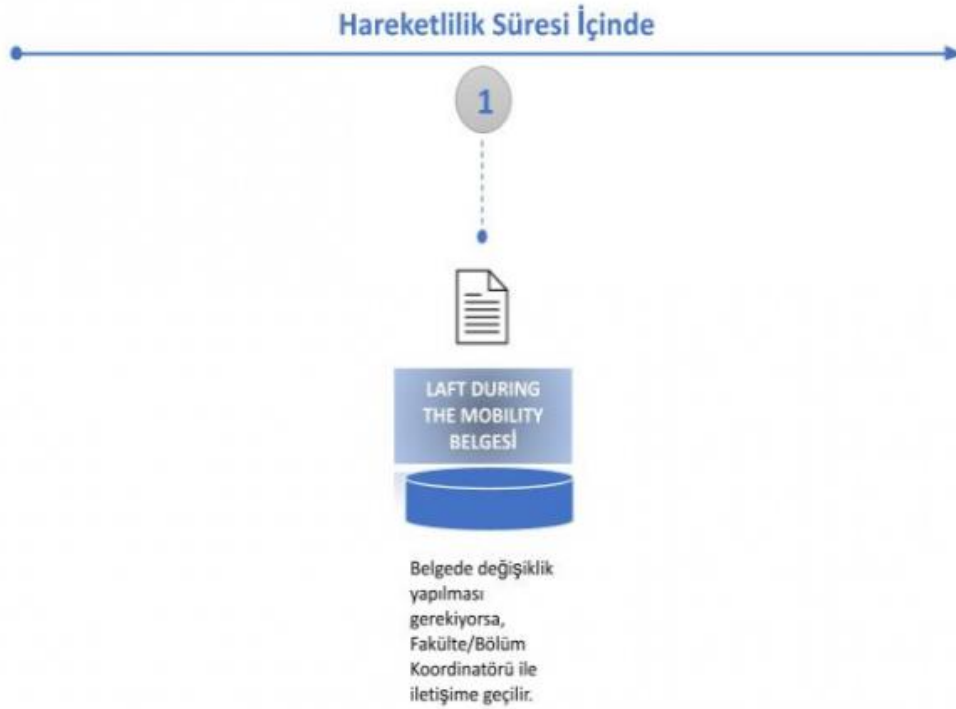 Hareketlilik Süresi İçinde
1
LAFT DURING
THE MOBILITY
BELGESİ
Belgede değişiklik
yapılması
gerekiyorsa,
Fakülte/Bölüm
Koordinatörü ile
iletişime geçilir.